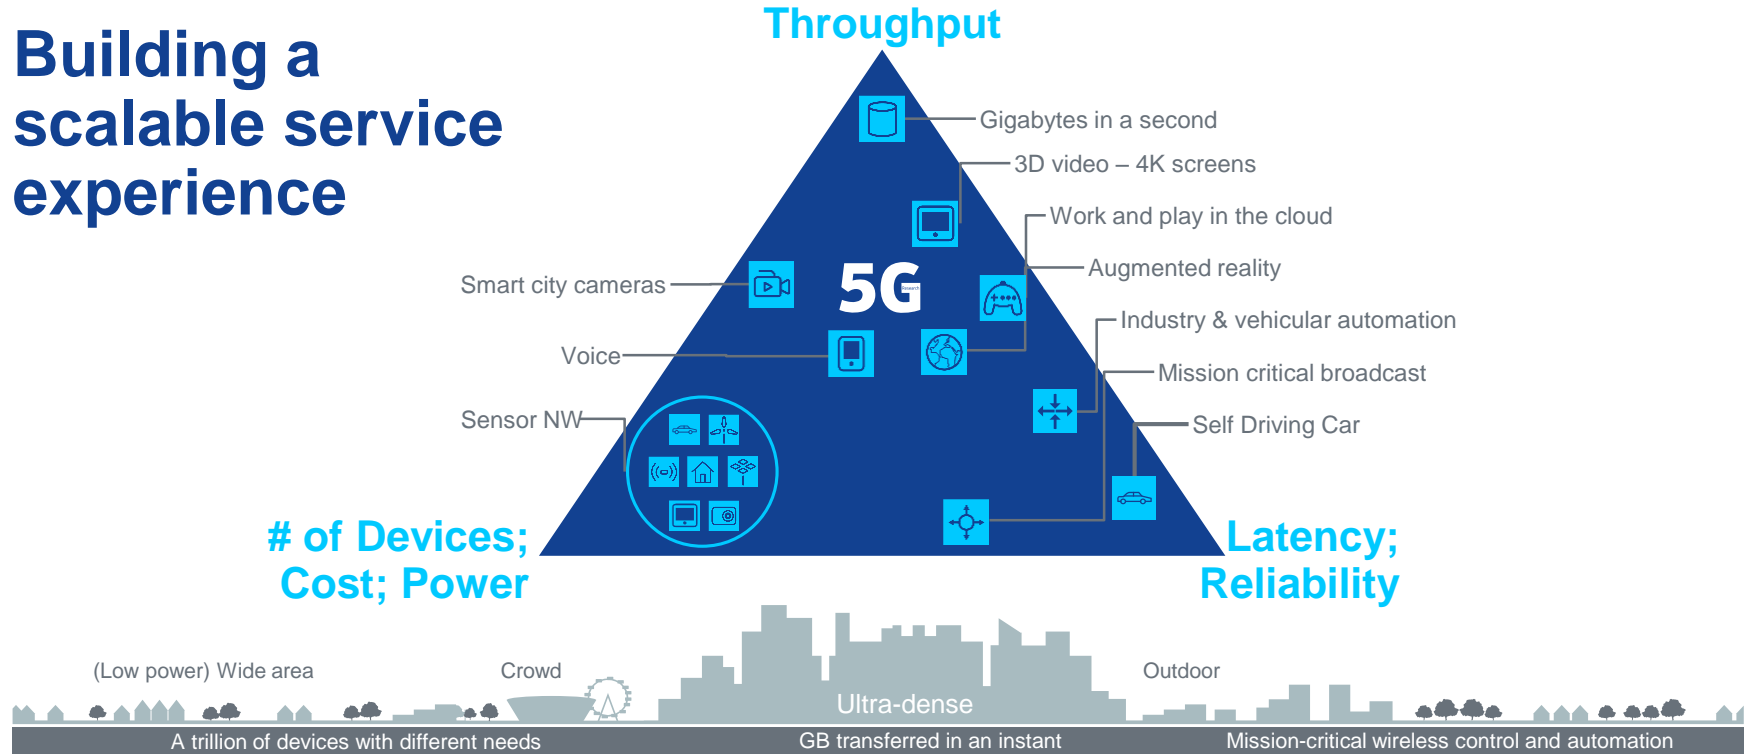 Building a
scalable service
experience
Throughput
Gigabytes in a second
3D video – 4K screens
Work and play in the cloud
Augmented reality
Smart city cameras
5G
Research
Industry & vehicular automation
Voice
Mission critical broadcast
Sensor NW
Self Driving Car
# of Devices;
Cost; Power
Latency;
Reliability
(Low power) Wide area
Crowd
Outdoor
Ultra-dense
A trillion of devices with different needs
GB transferred in an instant
Mission-critical wireless control and automation